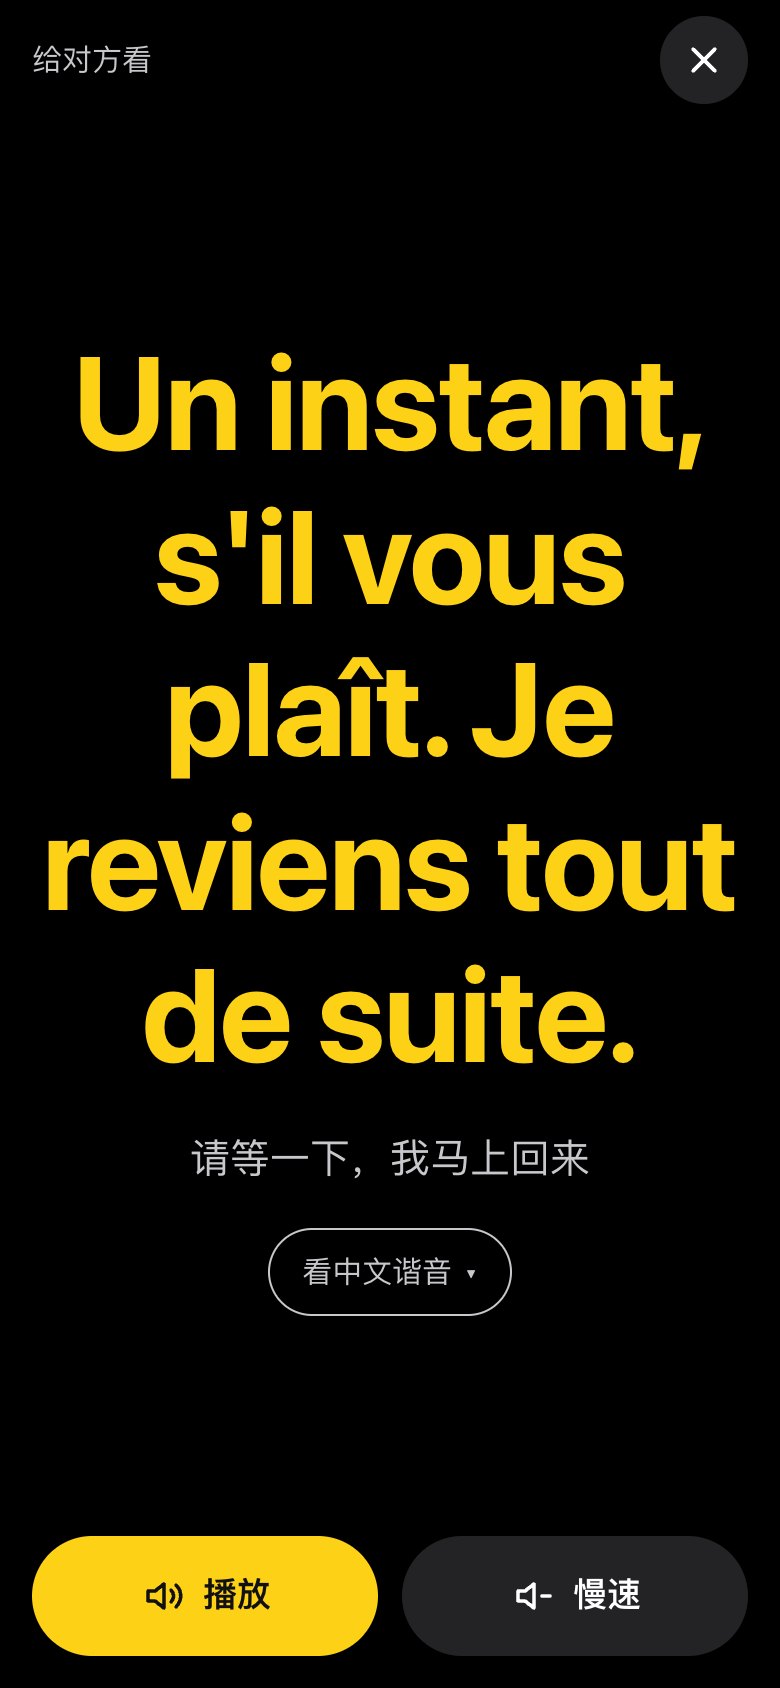 给对方看
Un instant,
s'il vous
plaît. Je
reviens tout
de suite.
请等一下，我马上回来
看中文谐音 ▾
播放
慢速